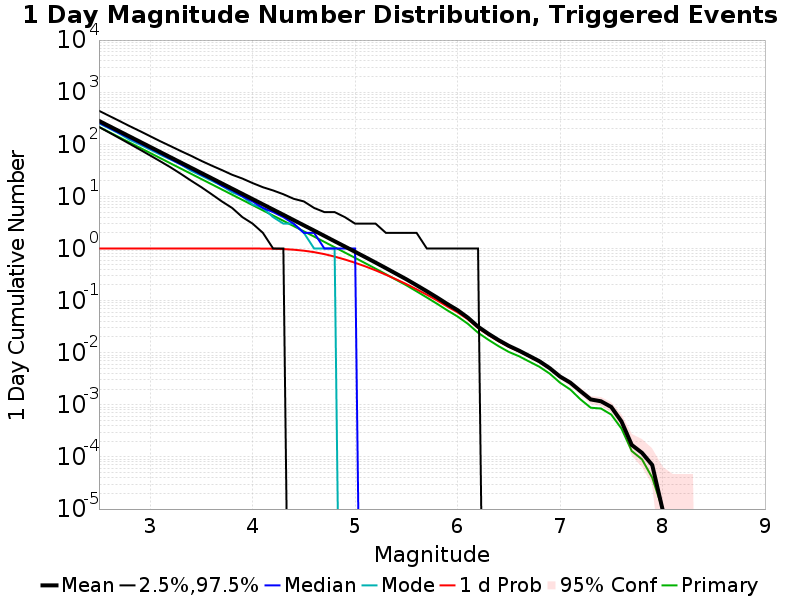 1 Day Magnitude Number Distribution, Triggered Events
1 Day Cumulative Number
10^4
10^3
10^2
10^1
10^0
10^-1
10^-2
10^-3
10^-4
10^-5
3 4 5 6 7 8 9
Magnitude
Mean 2.5%,97.5% Median Mode 1 d Prob 95% Conf Primary